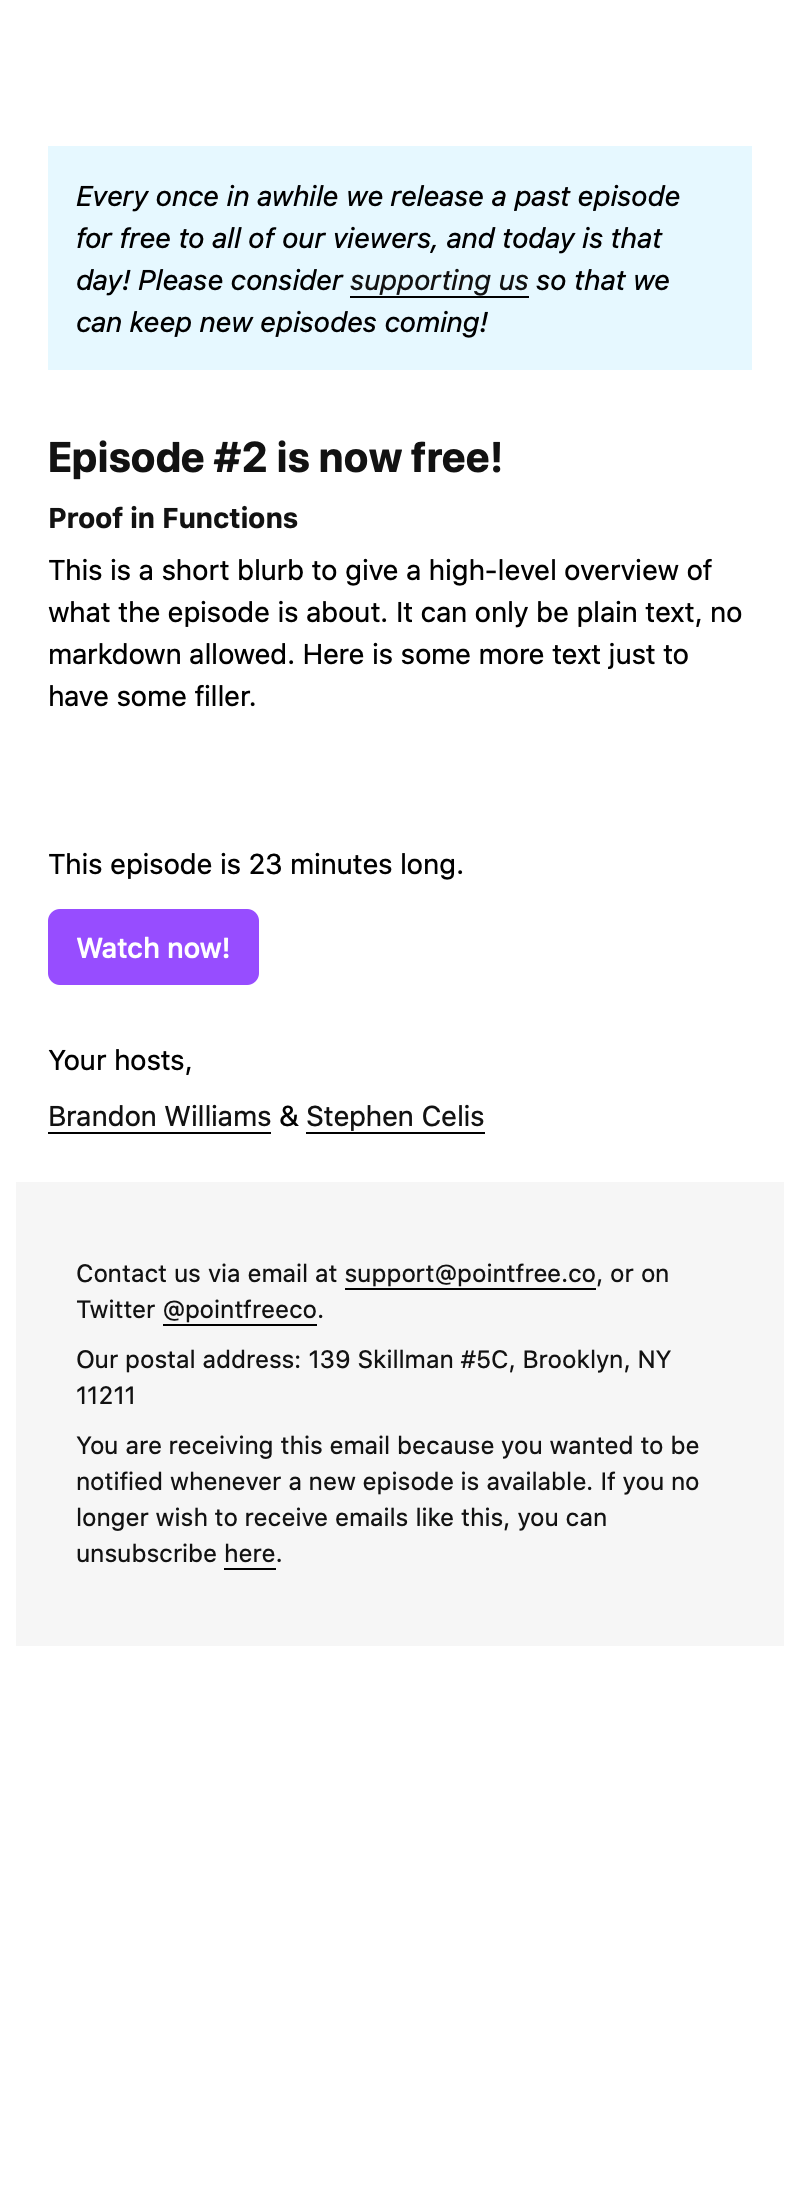 Every once in awhile we release a past episode
for free to all of our viewers, and today is that
day! Please consider supporting us so that we
can keep new episodes coming!
Episode #2 is now free!
Proof in Functions
This is a short blurb to give a high-level overview of
what the episode is about. It can only be plain text, no
markdown allowed. Here is some more text just to
have some filler.
This episode is 23 minutes long.
Watch now!
Your hosts,
Brandon Williams & Stephen Celis
Contact us via email at support@pointfree.co, or on
Twitter @pointfreeco.
Our postal address: 139 Skillman #5C, Brooklyn, NY
11211
You are receiving this email because you wanted to be
notified whenever a new episode is available. If you no
longer wish to receive emails like this, you can
unsubscribe here.